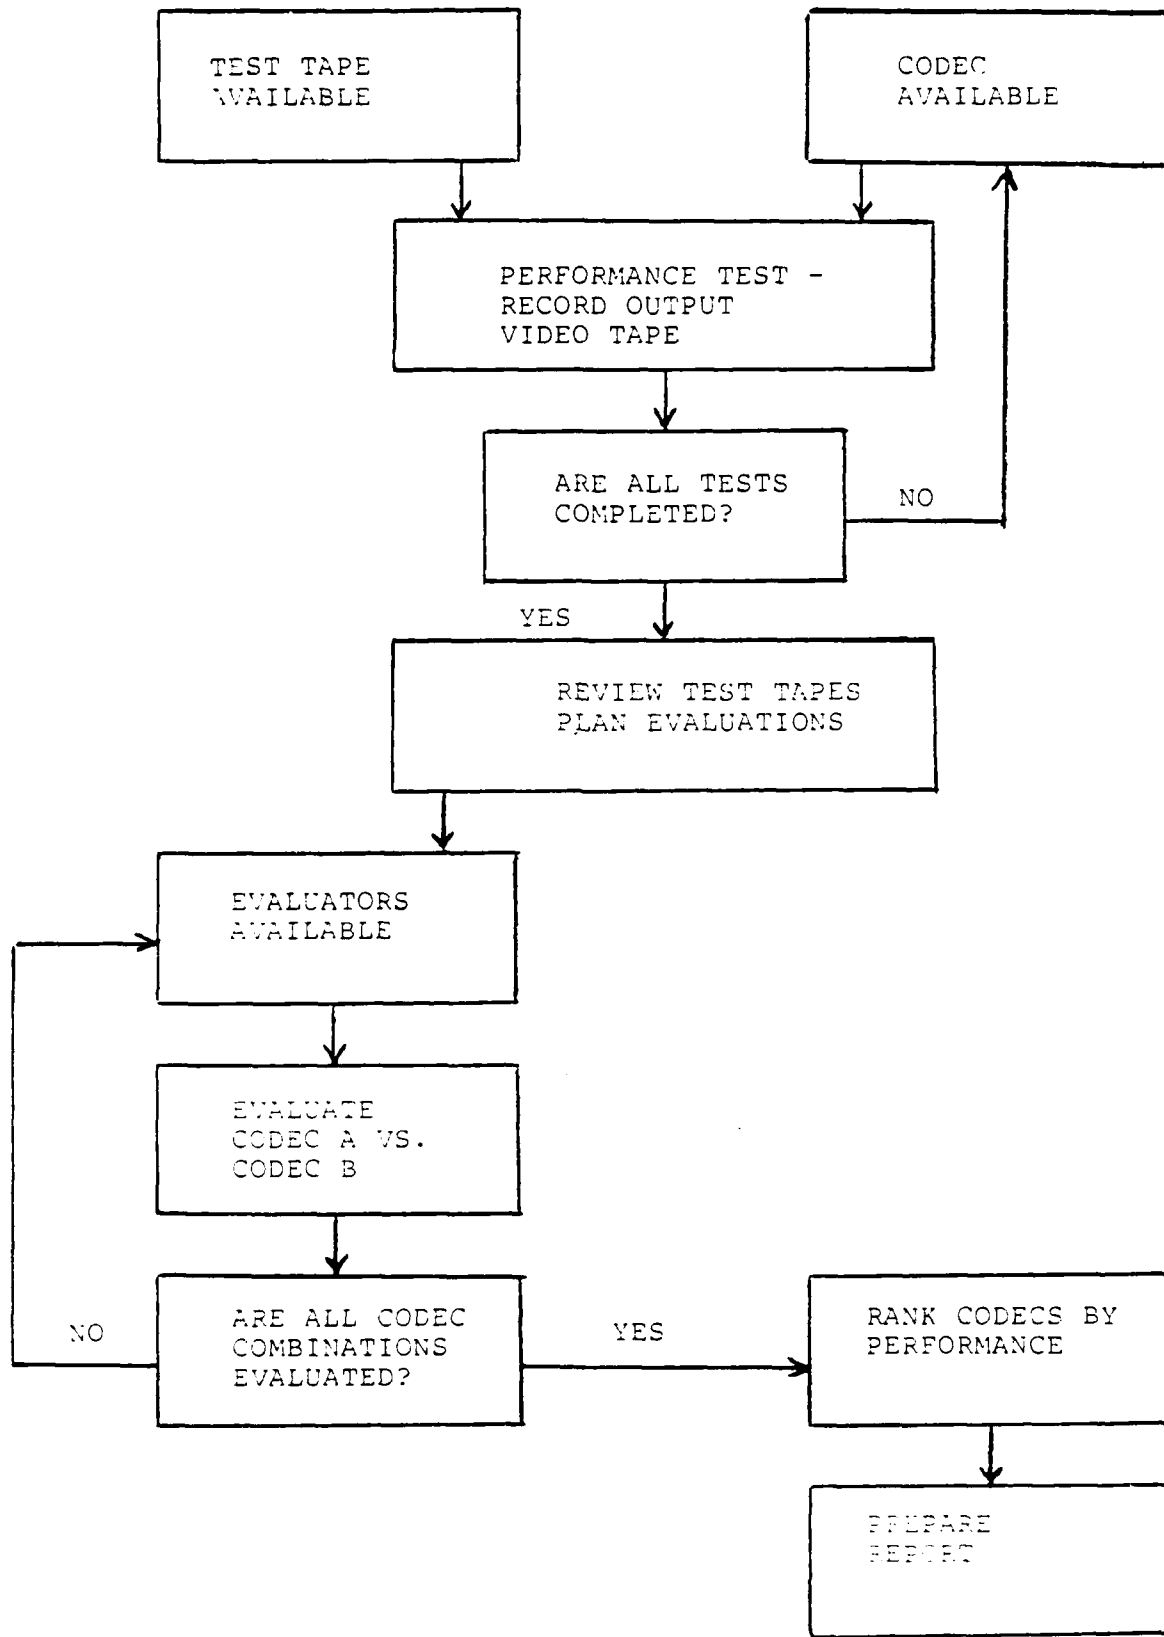 TEST TAPE
AVAILABLE
CODEC
AVAILABLE
PERFORMANCE TEST -
RECORD OUTPUT
VIDEO TAPE
ARE ALL TESTS
COMPLETED?
NO
YES
REVIEW TEST TAPES
PLAN EVALUATIONS
EVALUATORS
AVAILABLE
EVALUATE
CODEC A VS.
CODEC B
ARE ALL CODEC
COMBINATIONS
EVALUATED?
NO
YES
RANK CODECS BY
PERFORMANCE
PREPARE
REPORT